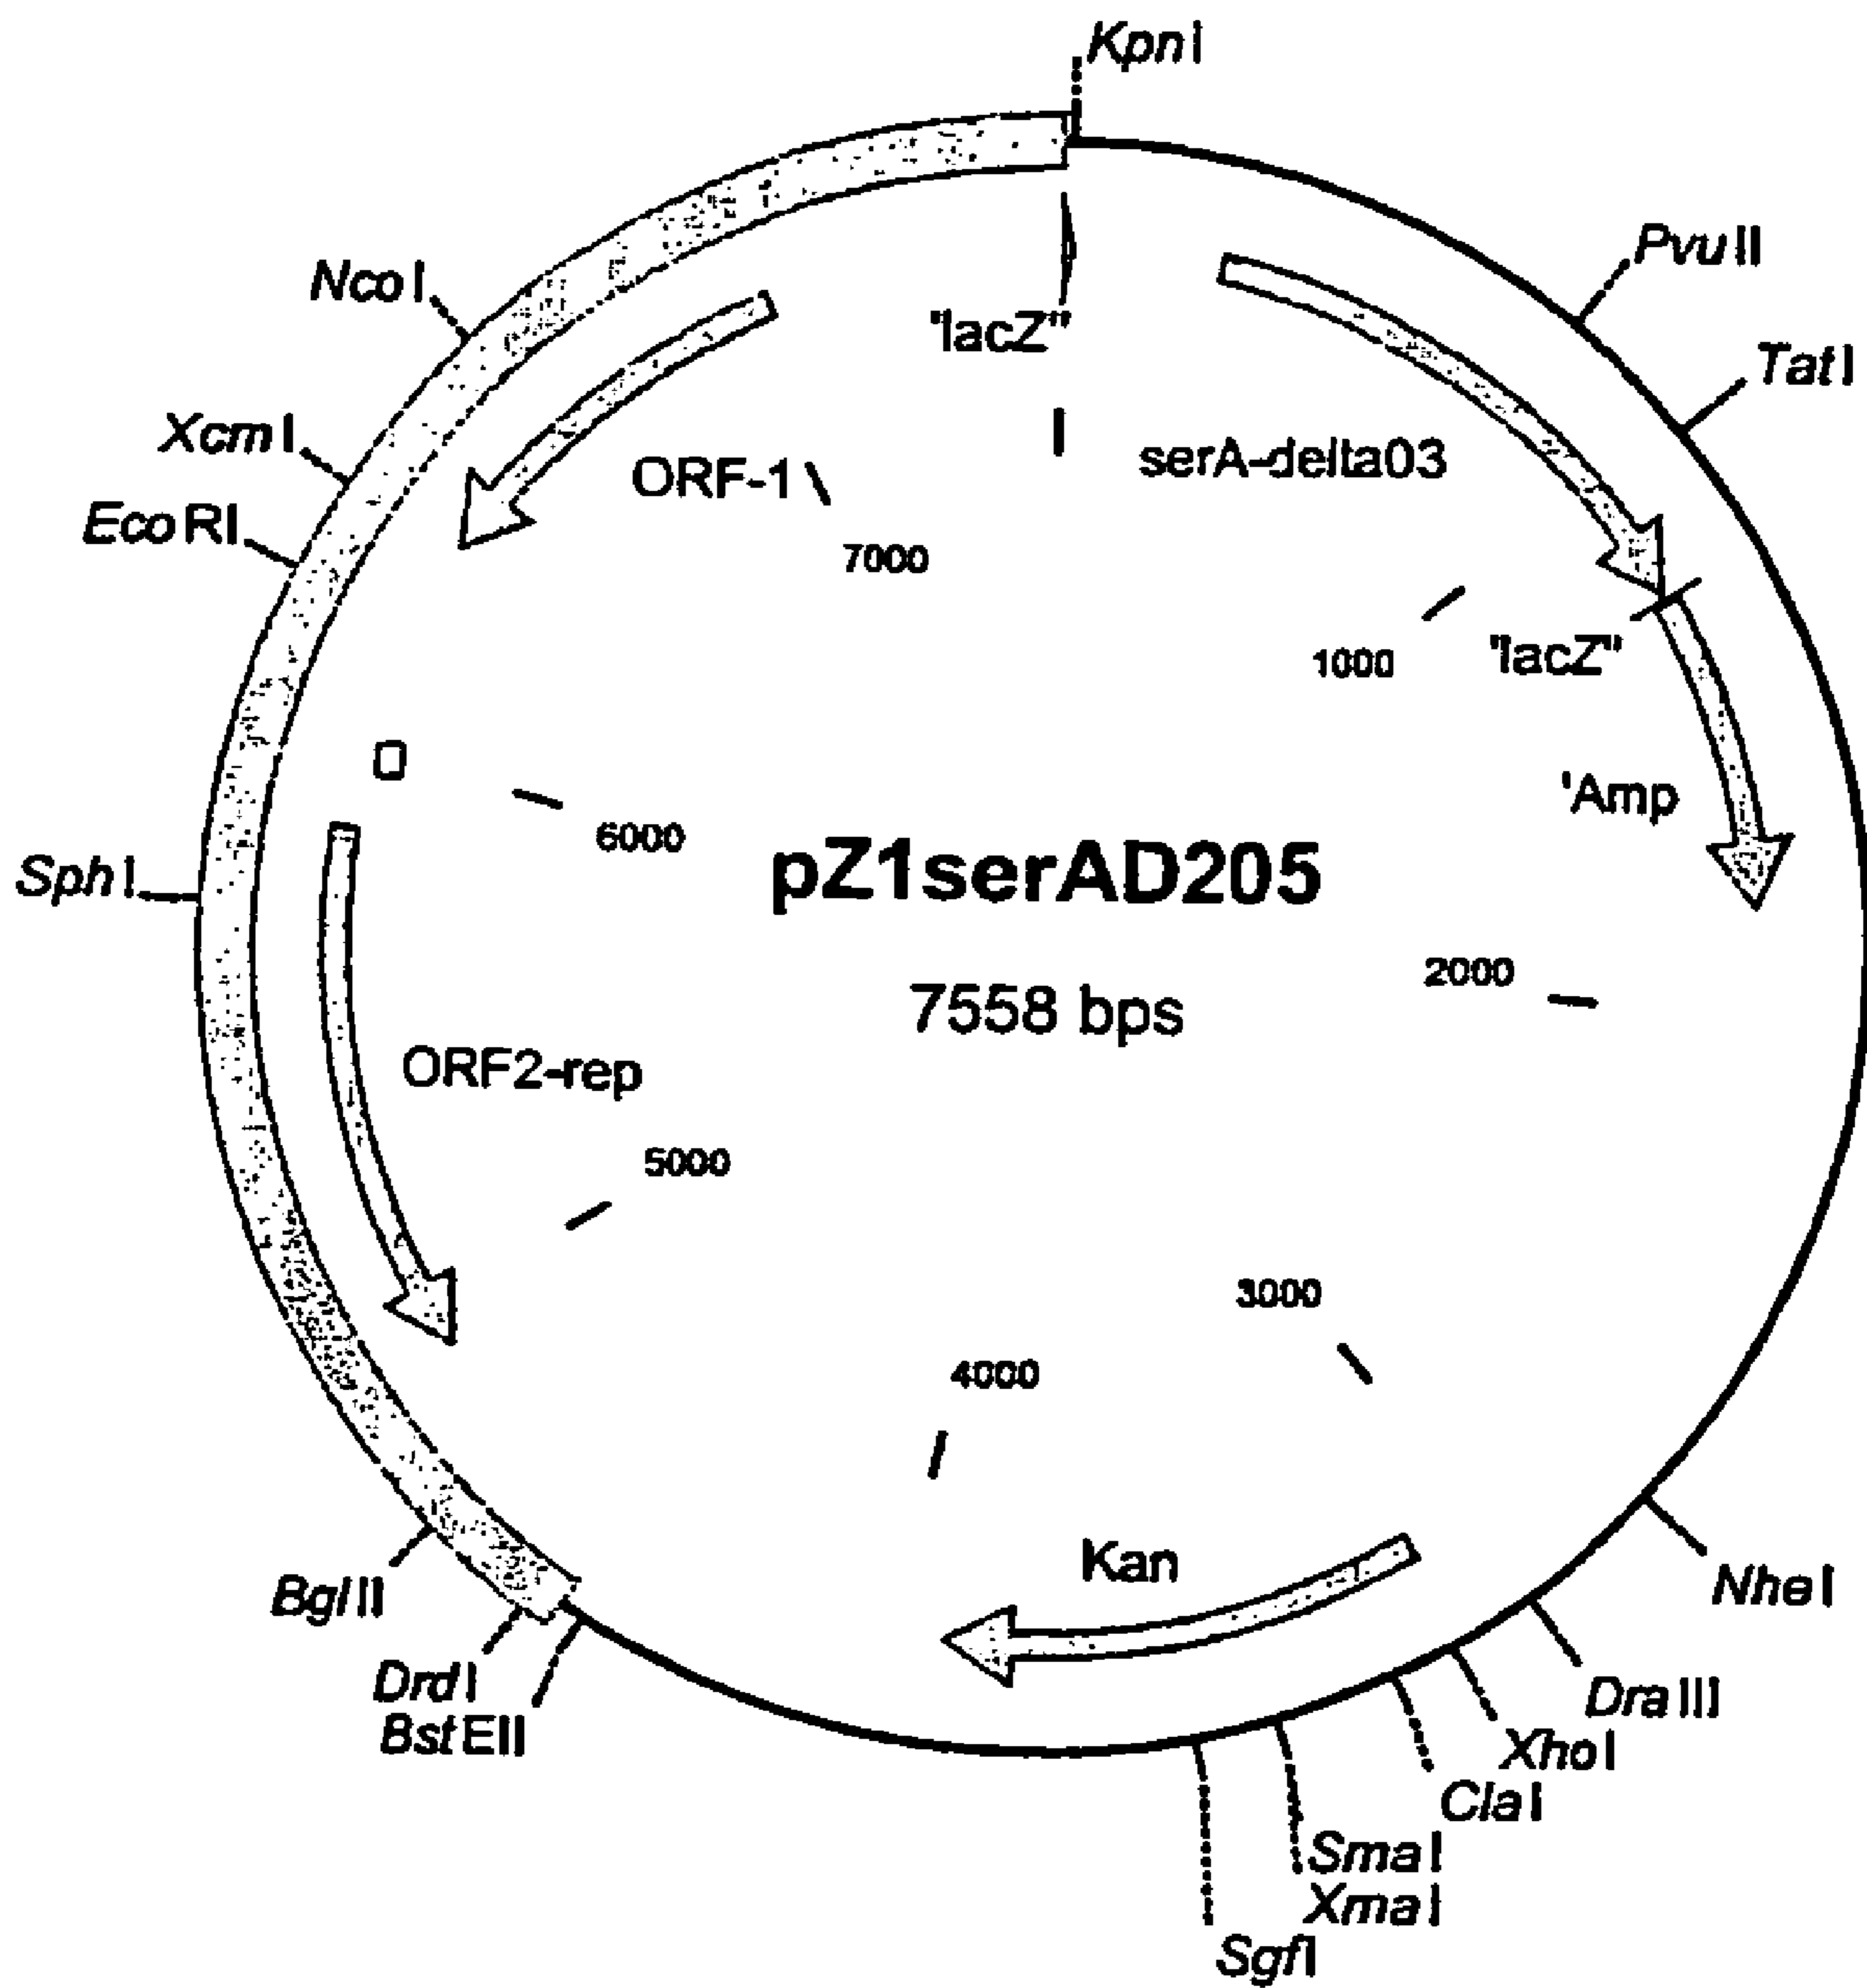 KpnI
PvuII
NcoI
"lacZ"
TatI
XcmI
ORF-1
serA-delta03
EcoRI
7000
1000
"lacZ"
'Amp
O
6000
pZ1serAD205
SphI
2000
7558 bps
ORF2-rep
5000
3000
4000
Kan
BglII
NheI
DrdI
DraIII
BstEII
XhoI
ClaI
SmaI
XmaI
SgfI